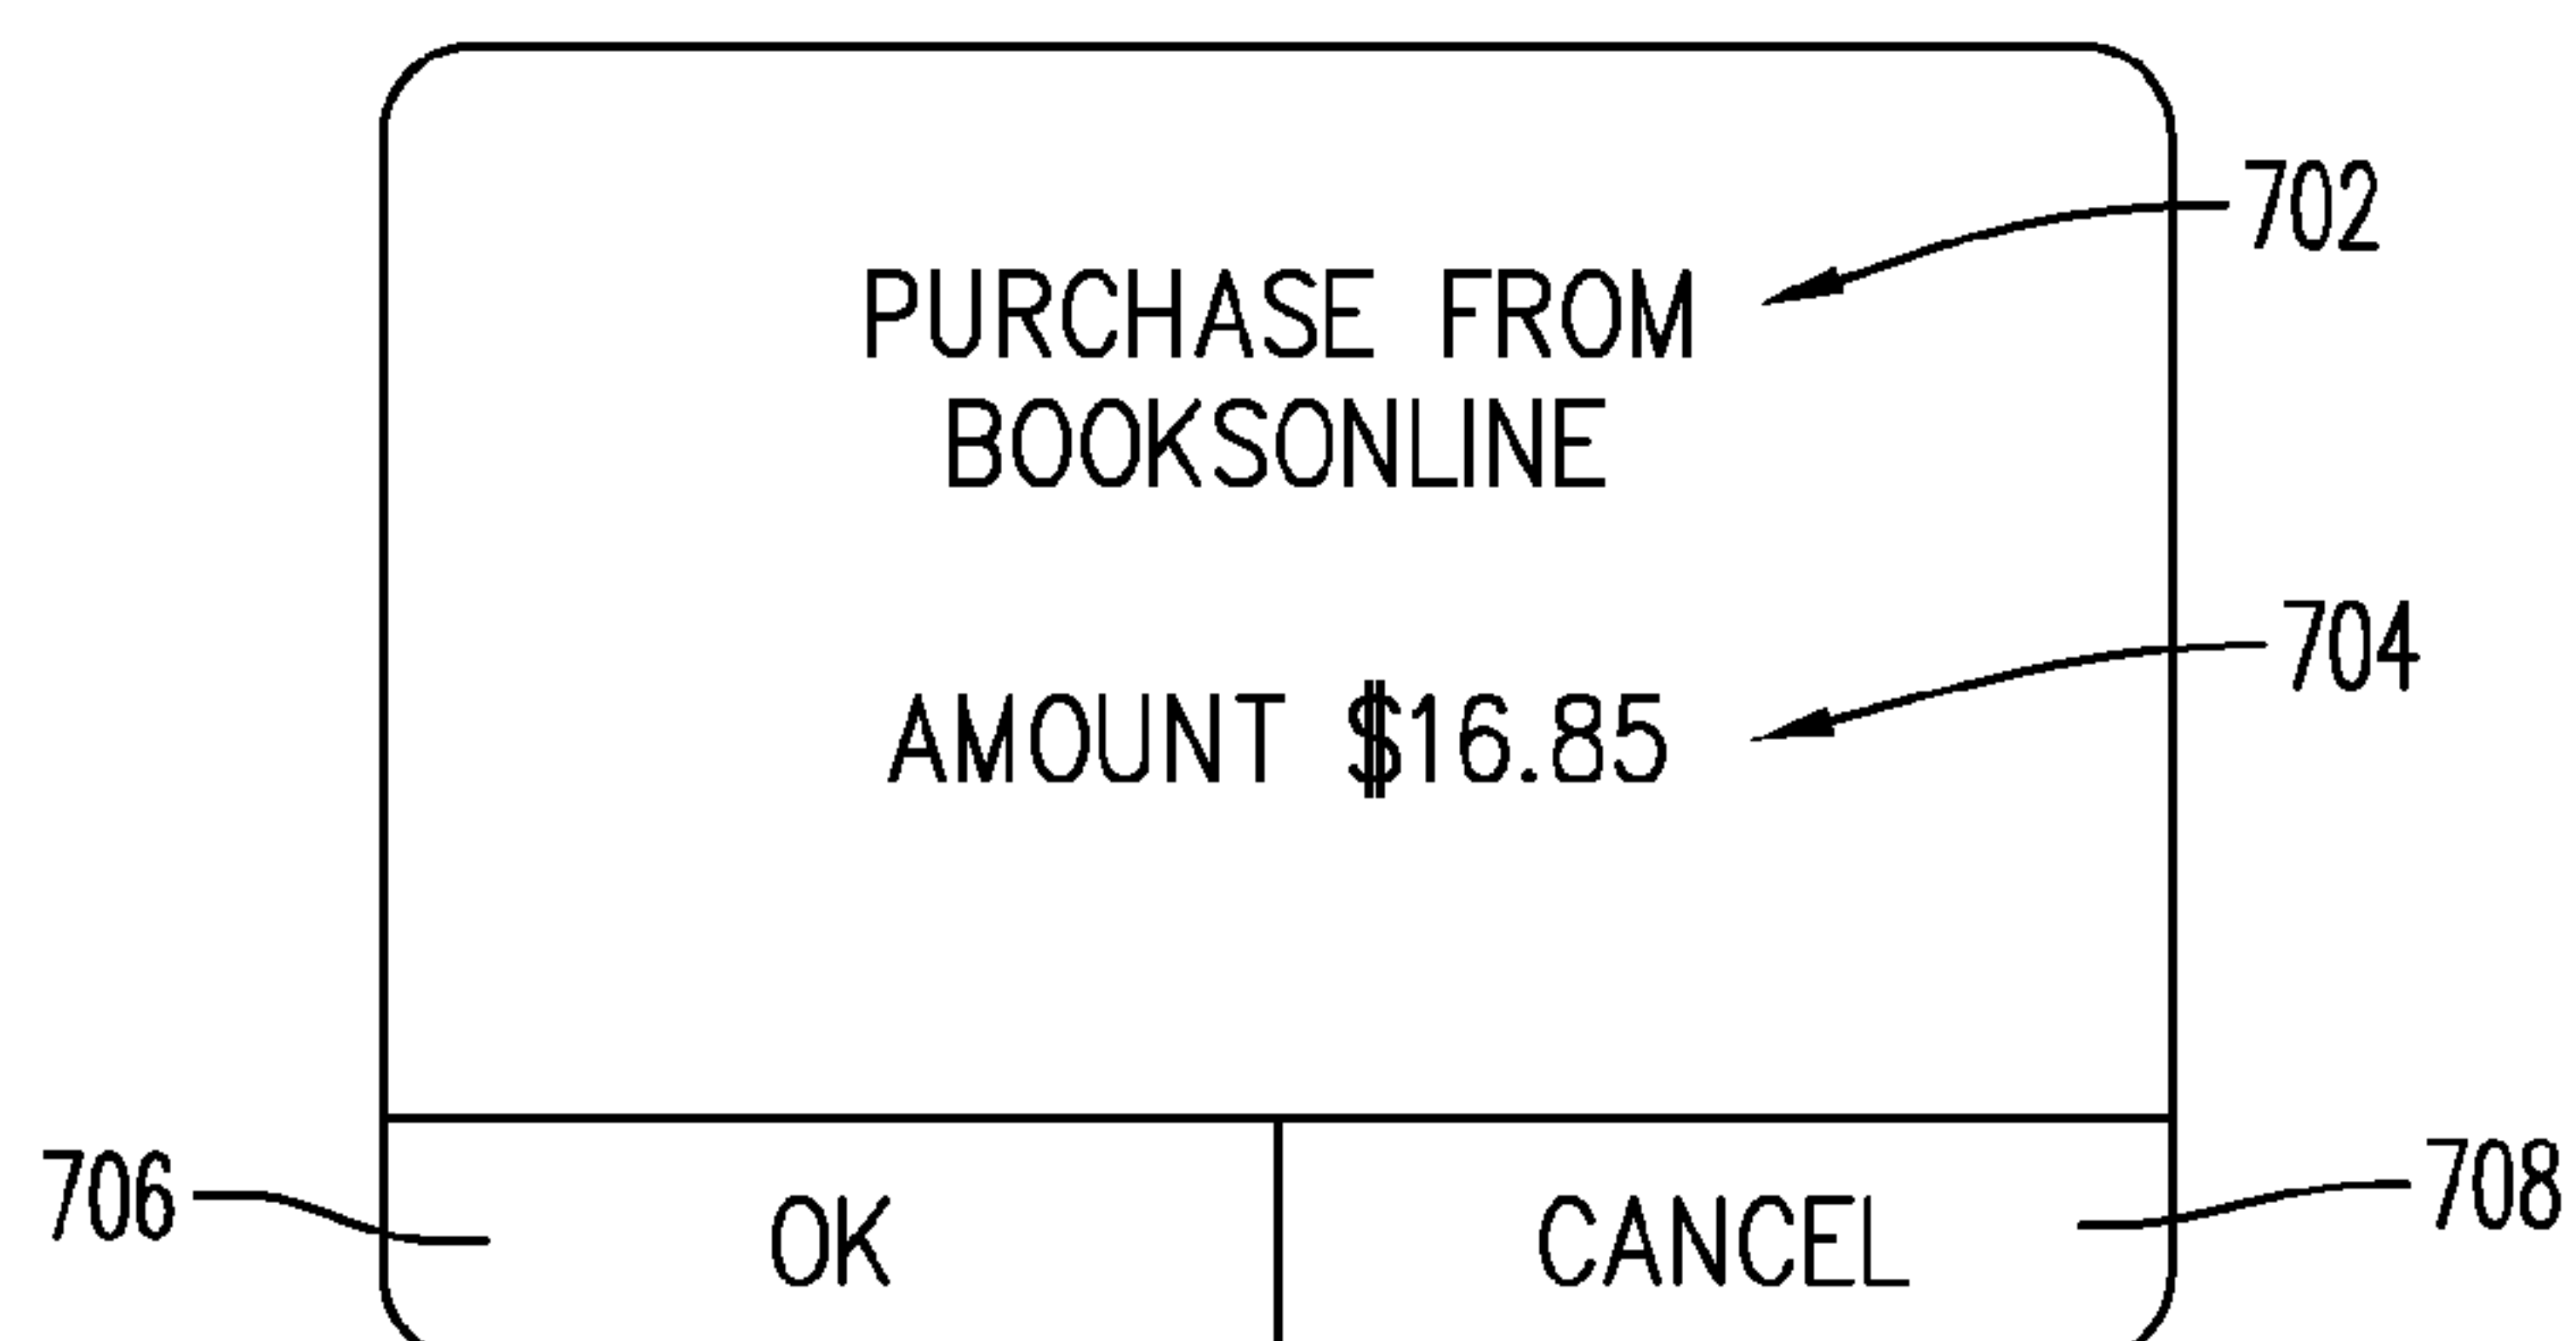 702
PURCHASE FROM
BOOKSONLINE
704
AMOUNT $16.85
706
OK
CANCEL
708